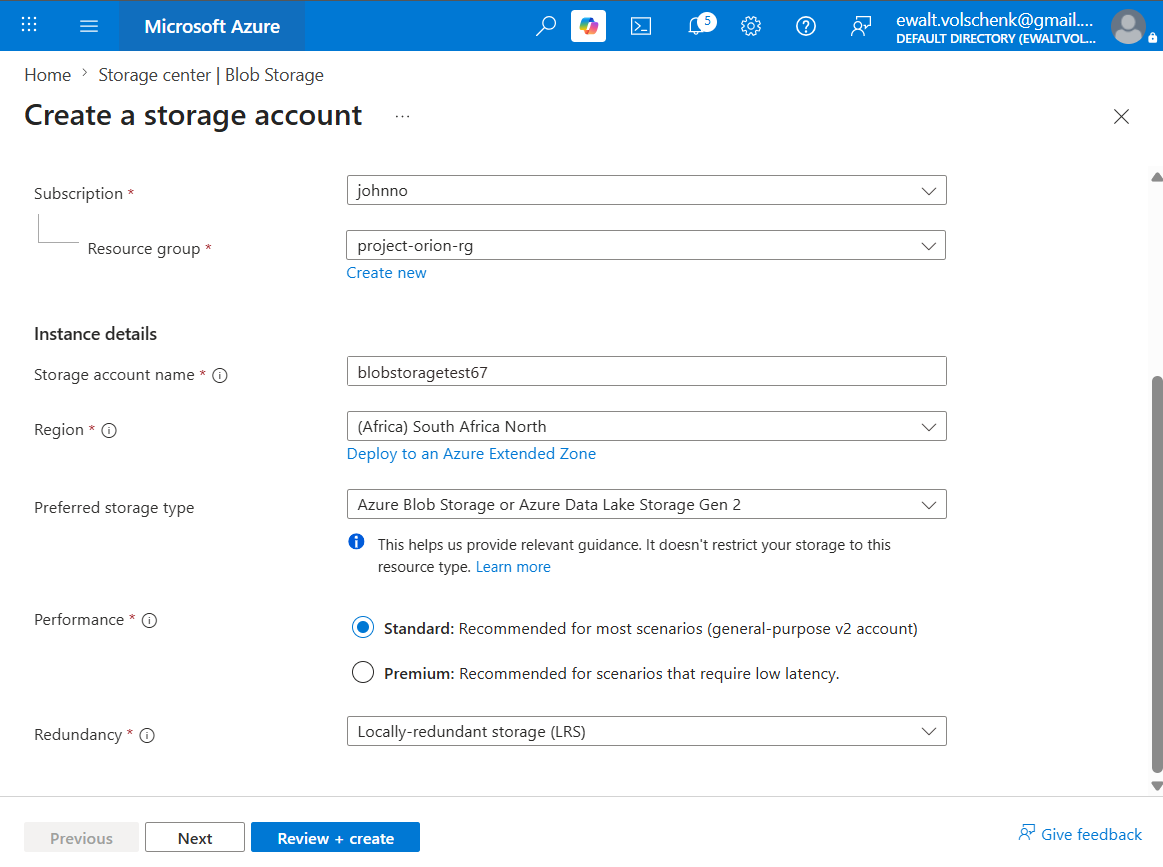 Microsoft Azure
5
ewalt.volschenk@gmail....
DEFAULT DIRECTORY (EWALTVOL...
Home > Storage center | Blob Storage
Create a storage account ...
Subscription *
johnno
Resource group *
project-orion-rg
Create new
Instance details
Storage account name *
blobstoragetest67
Region *
(Africa) South Africa North
Deploy to an Azure Extended Zone
Preferred storage type
Azure Blob Storage or Azure Data Lake Storage Gen 2
This helps us provide relevant guidance. It doesn't restrict your storage to this
resource type. Learn more
Performance *
Standard: Recommended for most scenarios (general-purpose v2 account)
Premium: Recommended for scenarios that require low latency.
Redundancy *
Locally-redundant storage (LRS)
Previous
Next
Review + create
Give feedback